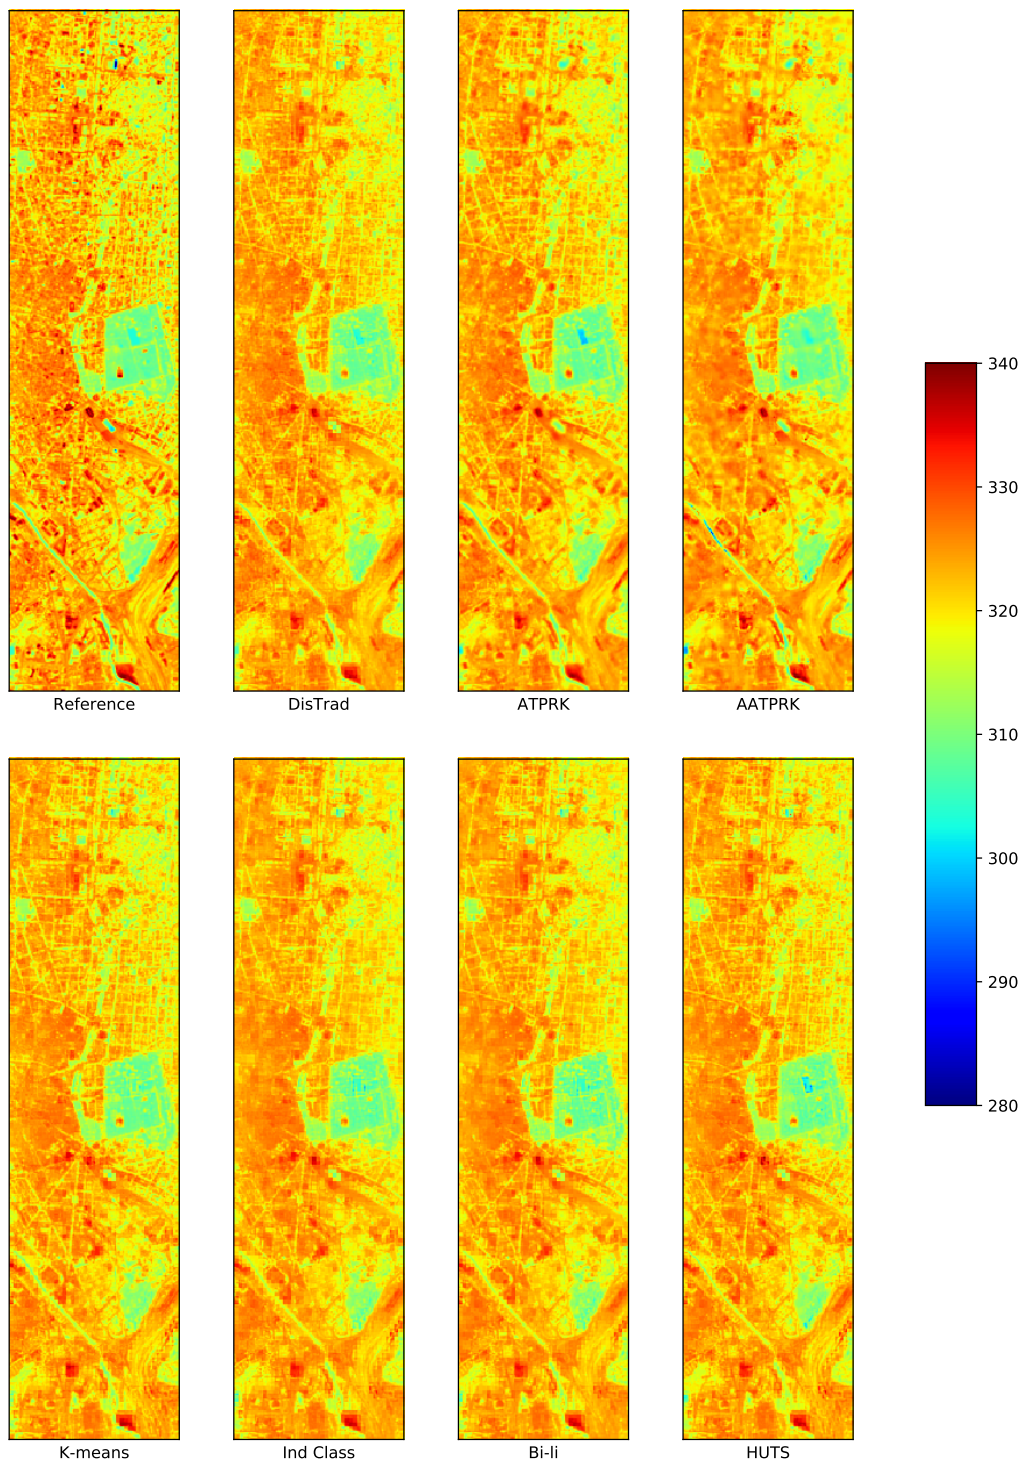 Reference
DisTrad
ATPRK
AATPRK
340
330
320
310
300
290
280
K-means
Ind Class
Bi-li
HUTS